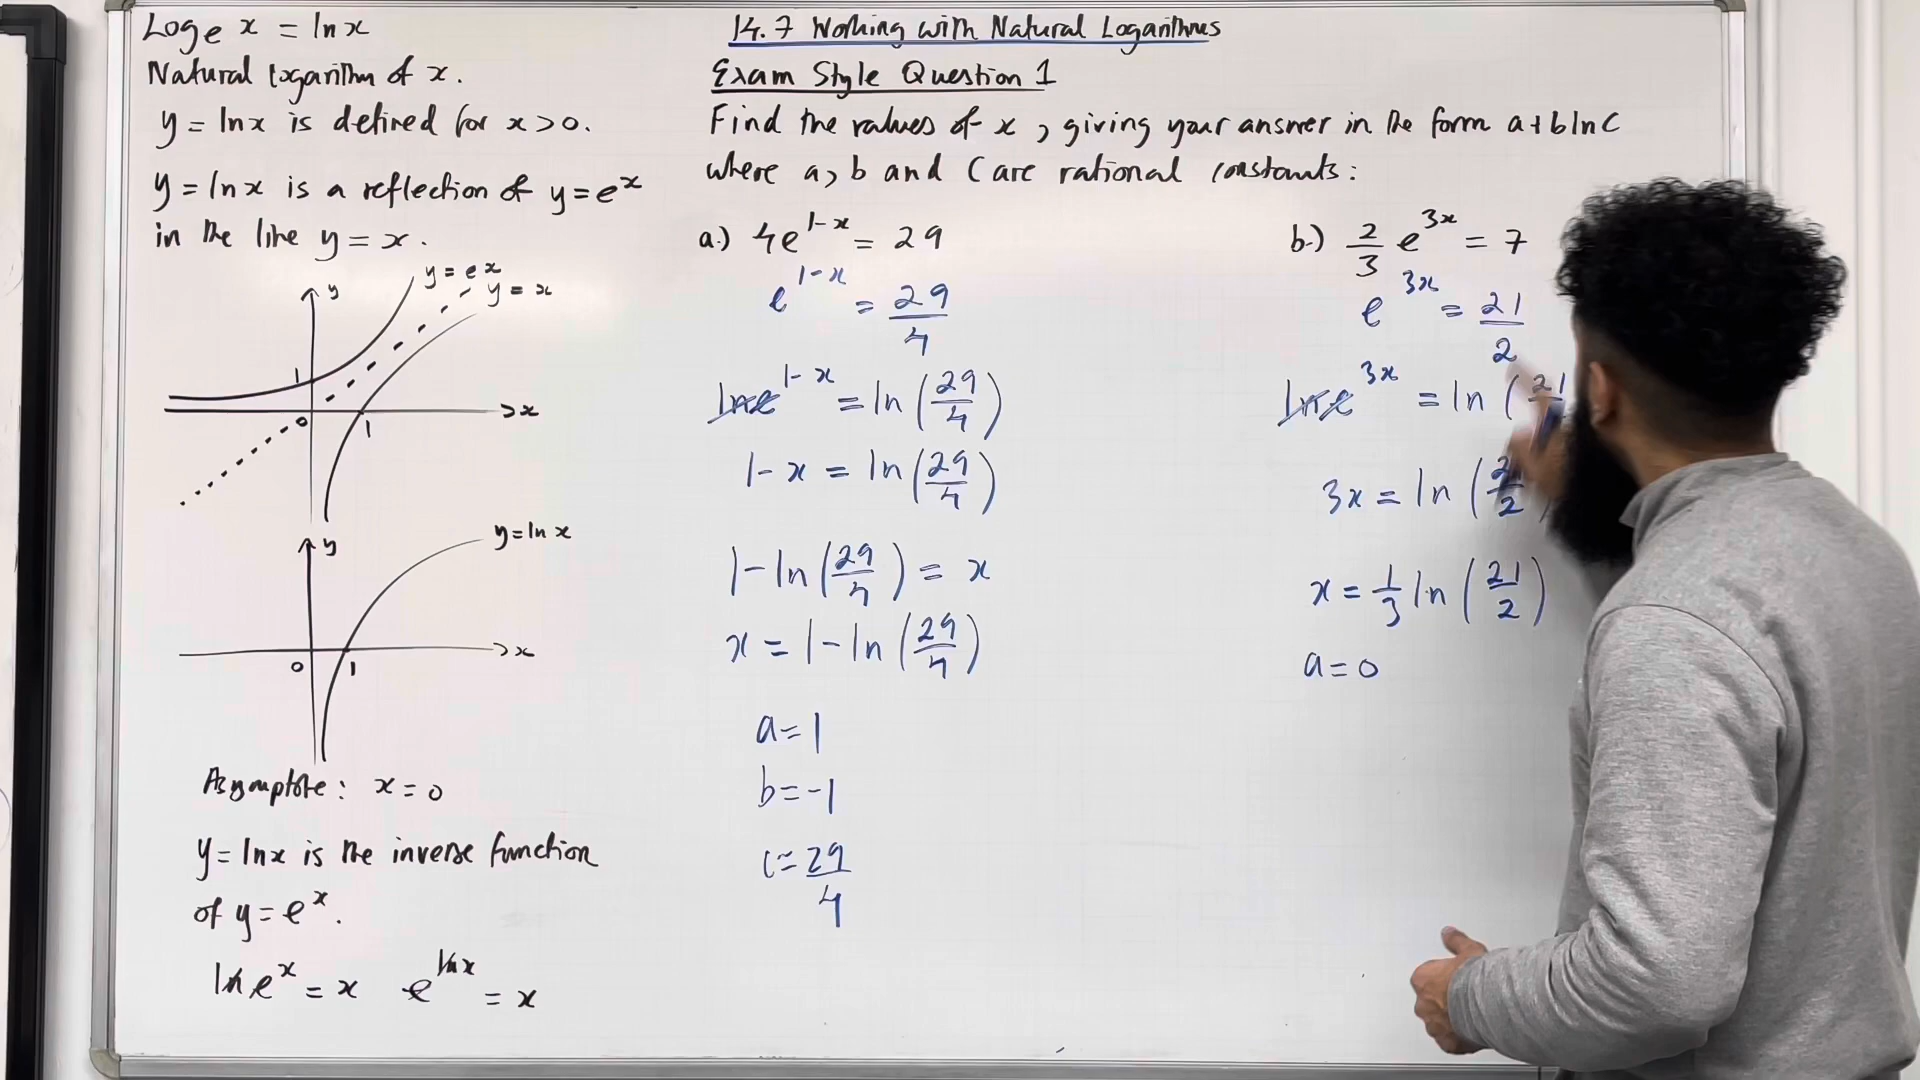 Loge x = ln x
Natural logarithm of x.
y = ln x is defined for x > 0.
y = ln x is a reflection of y = e^x
in the line y = x.
y = e^x
y = x
y
1
0
1
>x
y = ln x
y
0
1
>x
Asymptote: x = 0
y = ln x is the inverse function
of y = e^x.
ln e^x = x e^ln x = x
14.7 Working with Natural Logarithms
Exam Style Question 1
Find the values of x, giving your answer in the form a + b ln c
where a, b and c are rational constants:
a.) 4e^1-x = 29
e^1-x = 29/4
ln e^1-x = ln (29/4)
1 - x = ln (29/4)
1 - ln (29/4) = x
x = 1 - ln (29/4)
a = 1
b = -1
c = 29/4
b.) 2/3 e^3x = 7
e^3x = 21/2
ln e^3x = ln (21
3x = ln (2/2
x = 1/3 ln (21/2)
a = 0